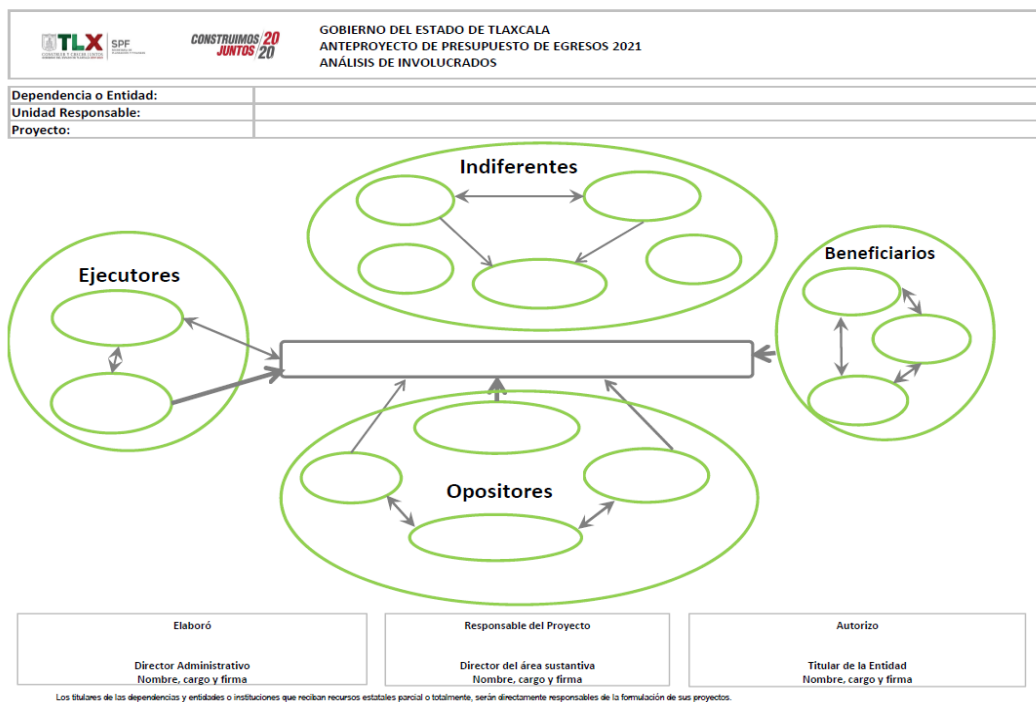 TLX
SPF
CONSTRUIMOS 20
JUNTOS 20
GOBIERNO DEL ESTADO DE TLAXCALA
ANTEPROYECTO DE PRESUPUESTO DE EGRESOS 2021
ANÁLISIS DE INVOLUCRADOS
Dependencia o Entidad:
Unidad Responsable:
Proyecto:
Indiferentes
Ejecutores
Beneficiarios
Opositores
Elaboró
Director Administrativo
Nombre, cargo y firma
Responsable del Proyecto
Director del área sustantiva
Nombre, cargo y firma
Autorizo
Titular de la Entidad
Nombre, cargo y firma
Los titulares de las dependencias y entidades o instituciones que reciban recursos estatales parcial o totalmente, serán directamente responsables de la formulación de sus proyectos.